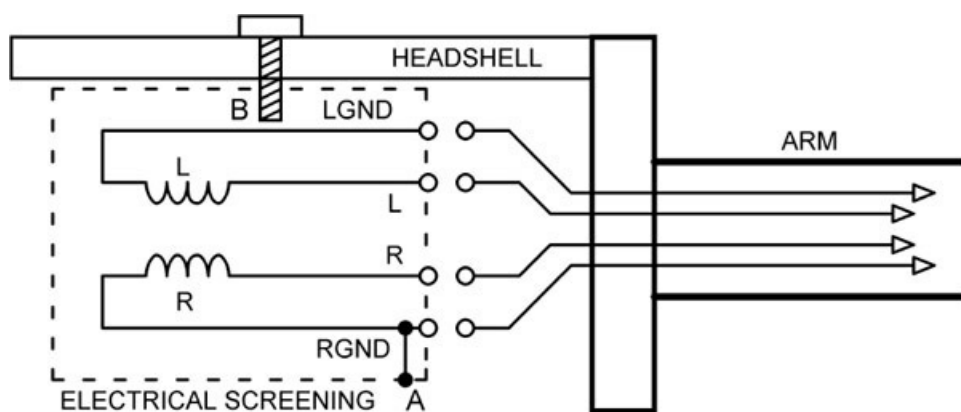 HEADSHELL
B
LGND
ARM
L
L
R
R
RGND
ELECTRICAL SCREENING
A